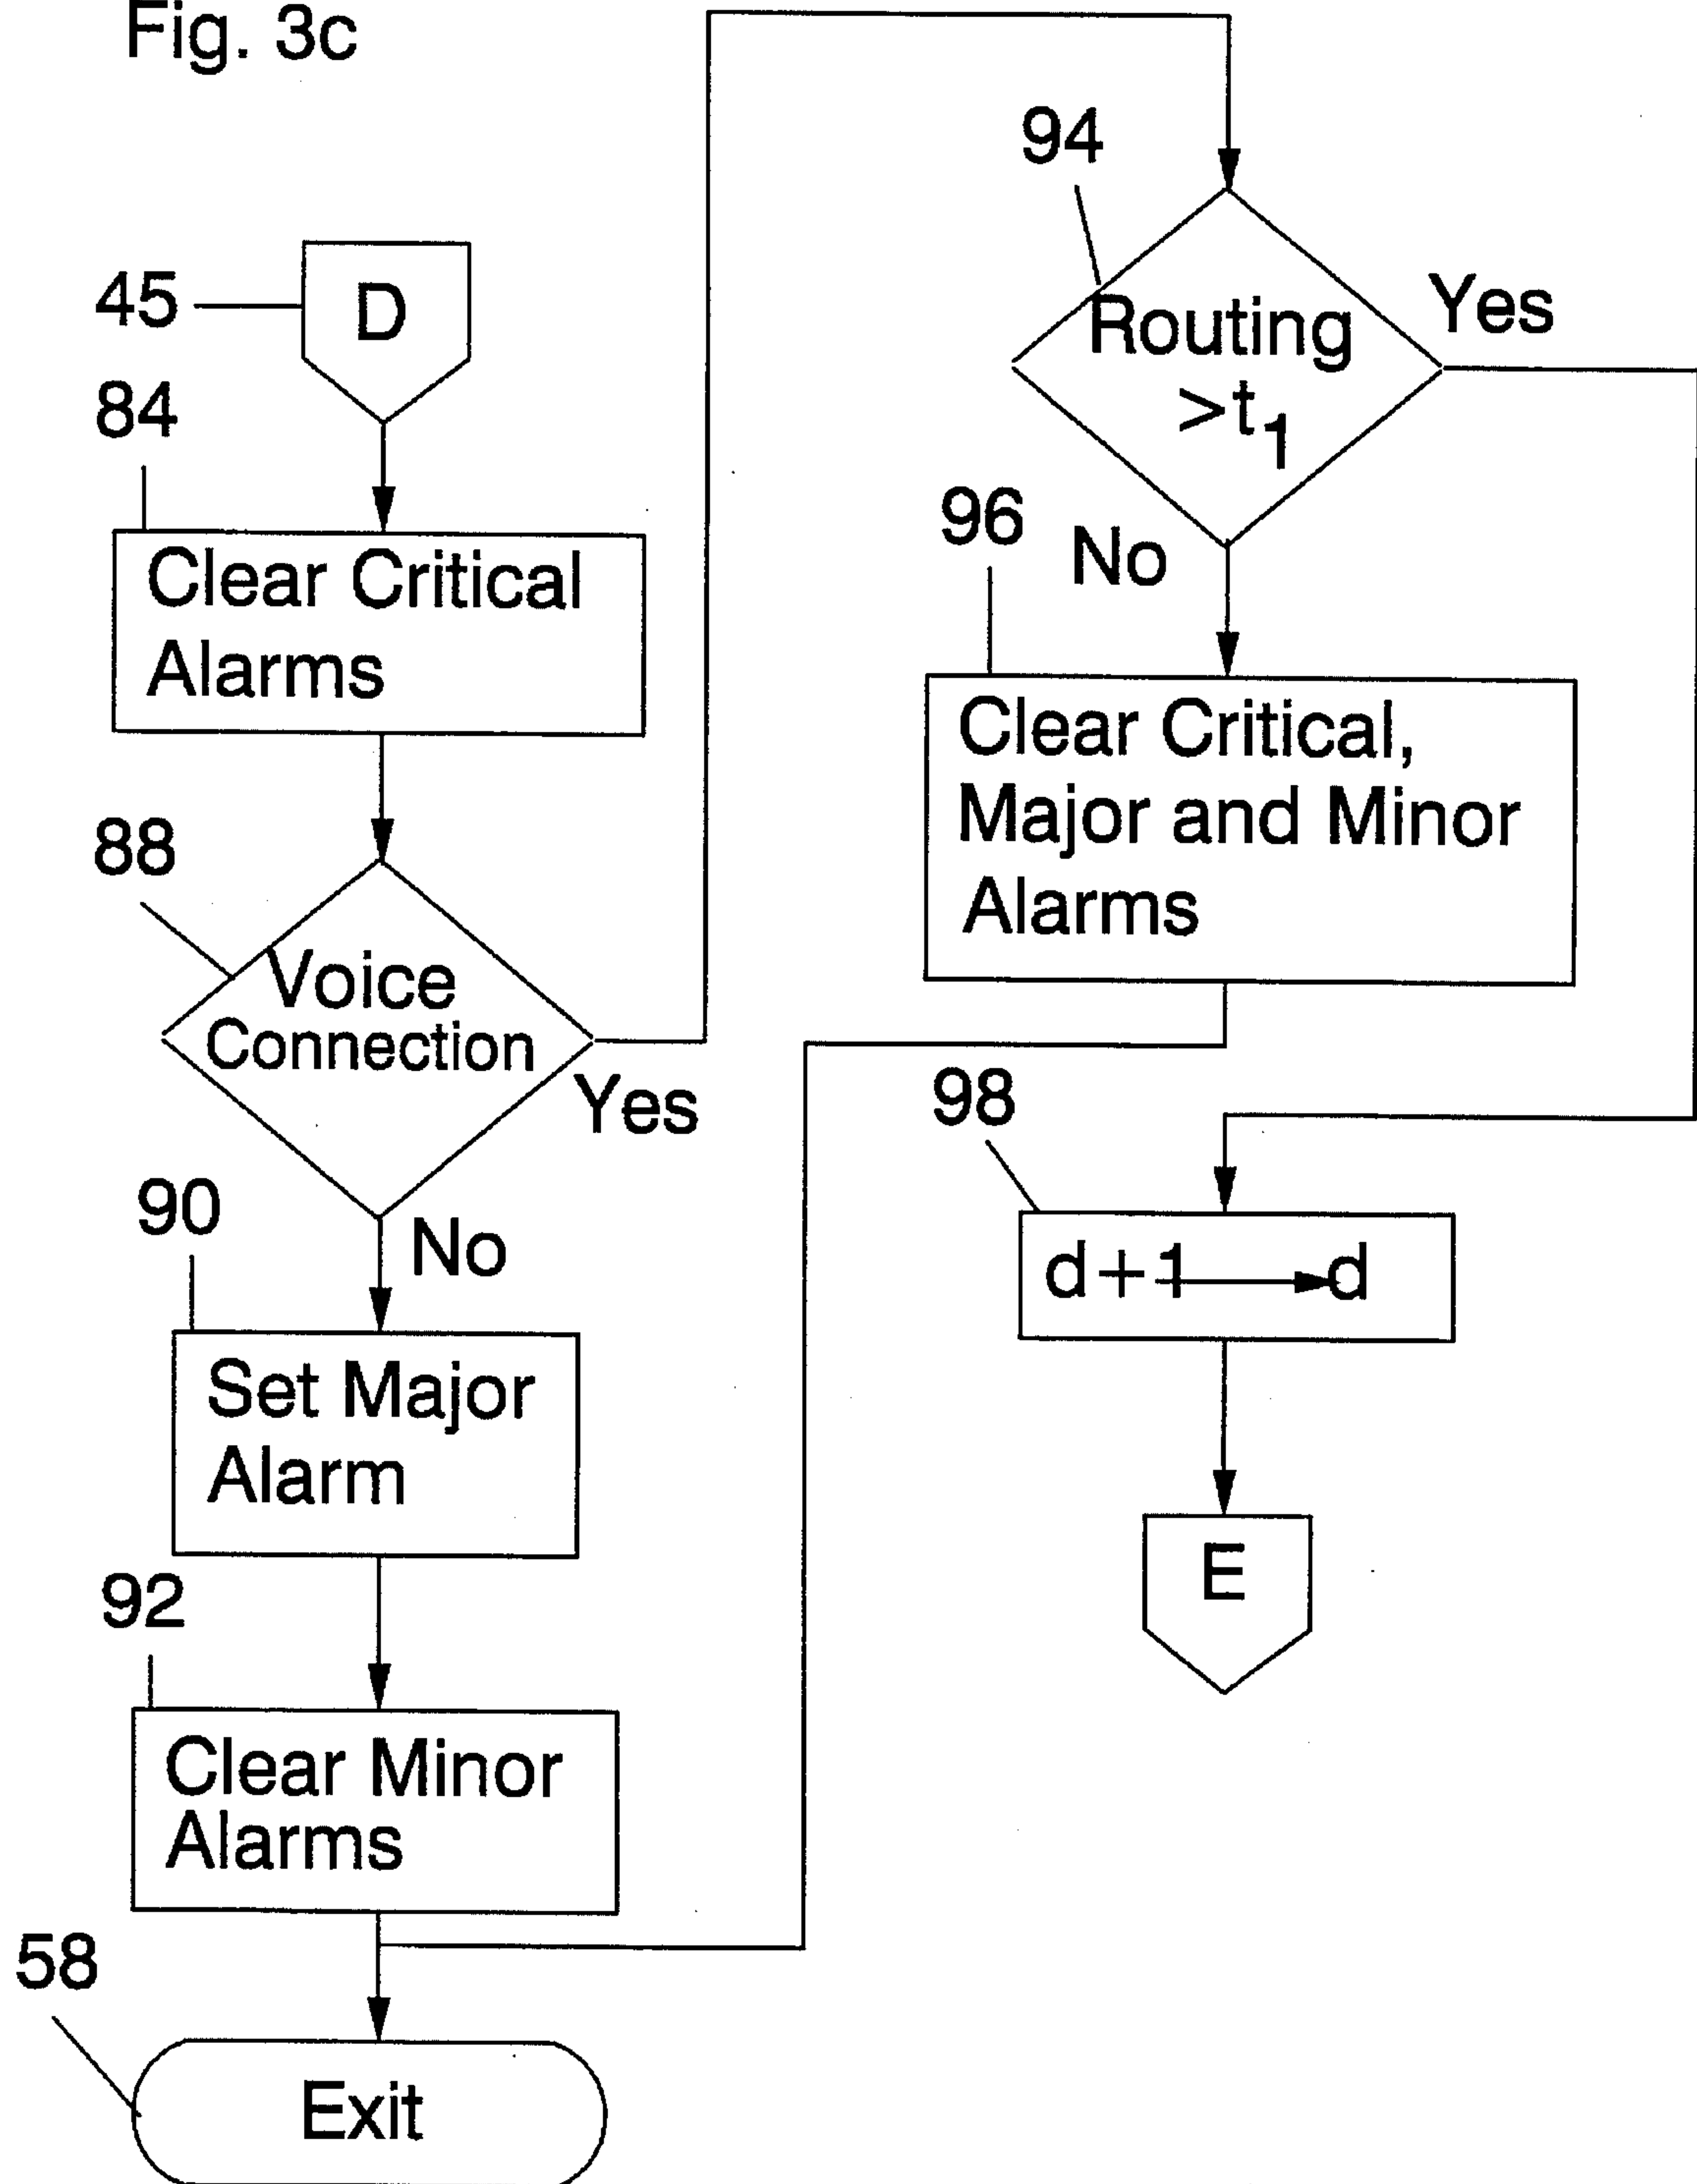 Fig. 3c
45
D
84
Clear Critical
Alarms
88
Voice
Connection
Yes
90
No
Set Major
Alarm
92
Clear Minor
Alarms
58
Exit
94
Routing
>t1
Yes
96
No
Clear Critical,
Major and Minor
Alarms
98
d+1→d
E